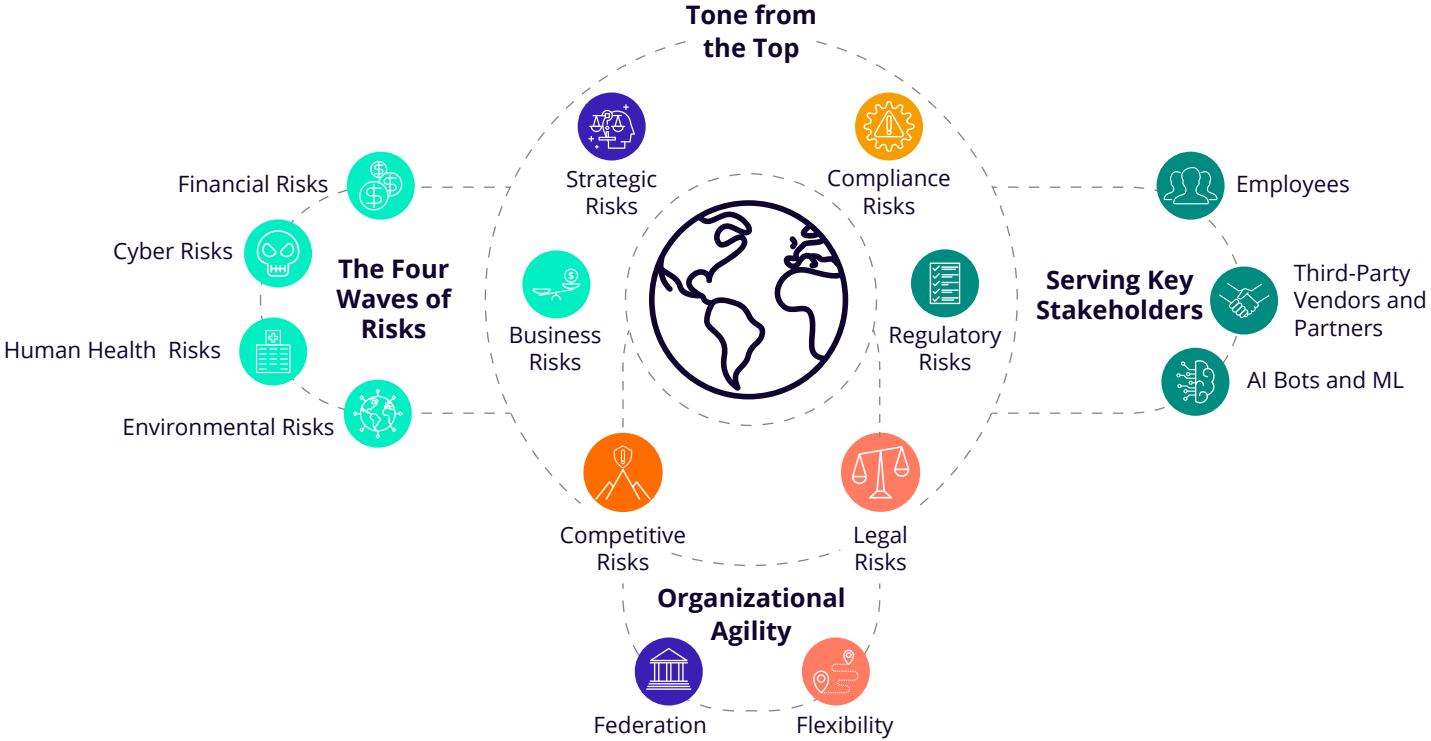 Tone from
the Top
Strategic
Risks
Compliance
Risks
Financial Risks
Cyber Risks
The Four
Waves of
Risks
Human Health Risks
Environmental Risks
Business
Risks
Regulatory
Risks
Employees
Serving Key
Stakeholders
Third-Party
Vendors and
Partners
AI Bots and ML
Competitive
Risks
Legal
Risks
Organizational
Agility
Federation
Flexibility